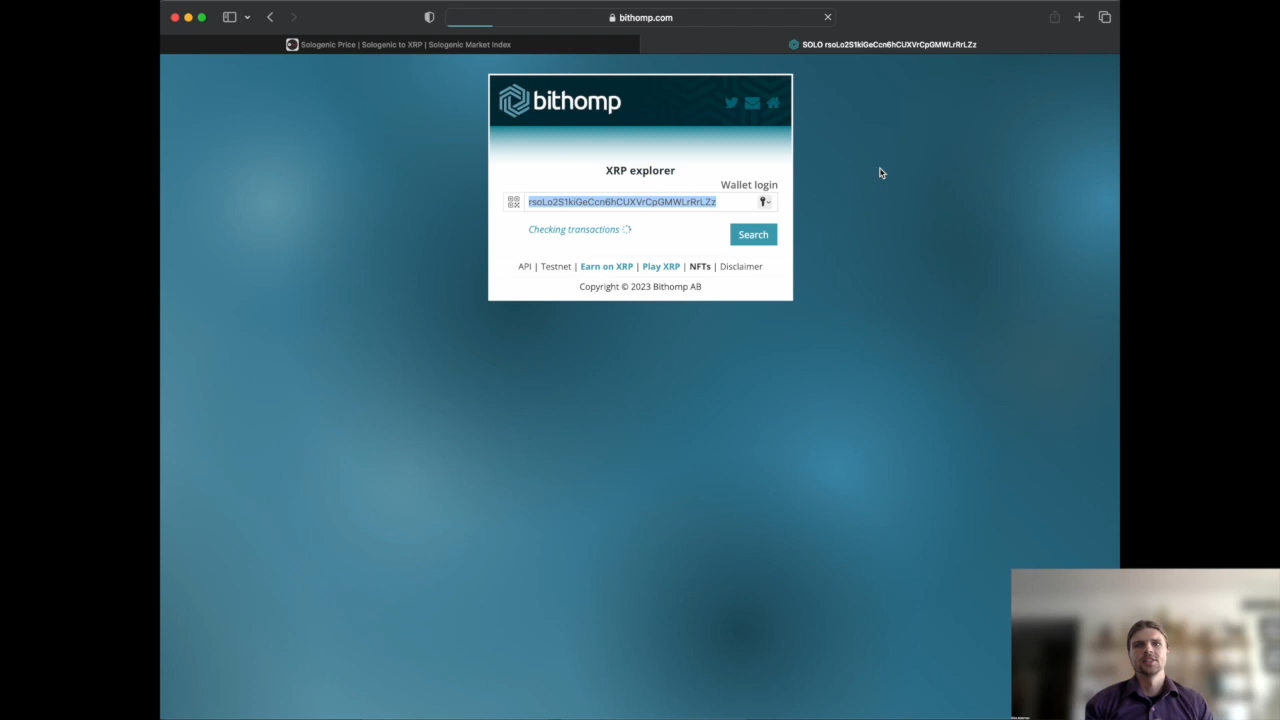 bithomp.com
Sologenic Price | Sologenic to XRP | Sologenic Market Index
SOLO rsoLo2S1kiGeCcn6hCUXVrCpGMWLrRrLZz
bithomp
XRP explorer
Wallet login
rsoLo2S1kiGeCcn6hCUXVrCpGMWLrRrLZz
Checking transactions
Search
API | Testnet | Earn on XRP | Play XRP | NFTs | Disclaimer
Copyright © 2023 Bithomp AB